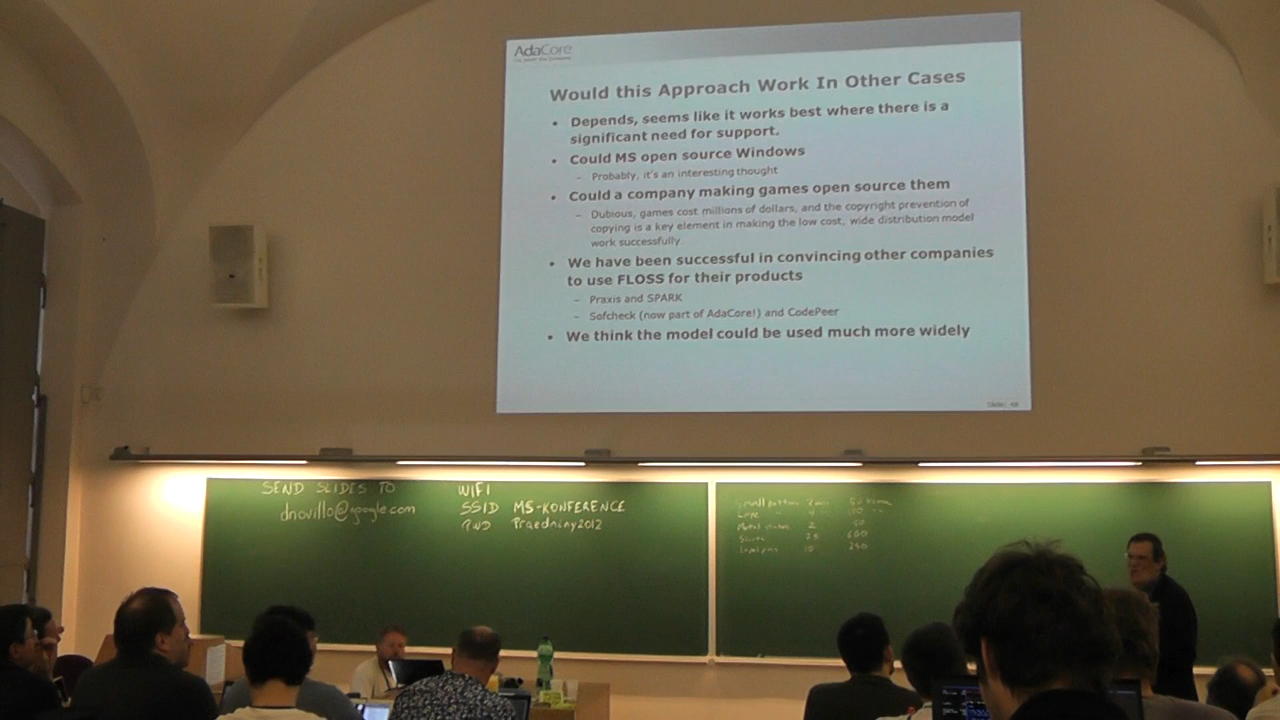 AdaCore
Would this Approach Work In Other Cases
• Depends, seems like it works best where there is a
significant need for support.
• Could MS open source Windows
– Probably, it's an interesting thought
• Could a company making games open source them
– Dubious, games cost millions of dollars, and the copyright prevention of
copying is a key element in making the low cost, wide distribution model
work successfully.
• We have been successful in convincing other companies
to use FLOSS for their products
– Praxis and SPARK
– Sofcheck (now part of AdaCore!) and CodePeer
• We think the model could be used much more widely
SEND SLIDES TO
dnovillo@google.com
WIFI
SSID MS-KONFERENCE
PWD Praedniny2012
Small
2
25 600